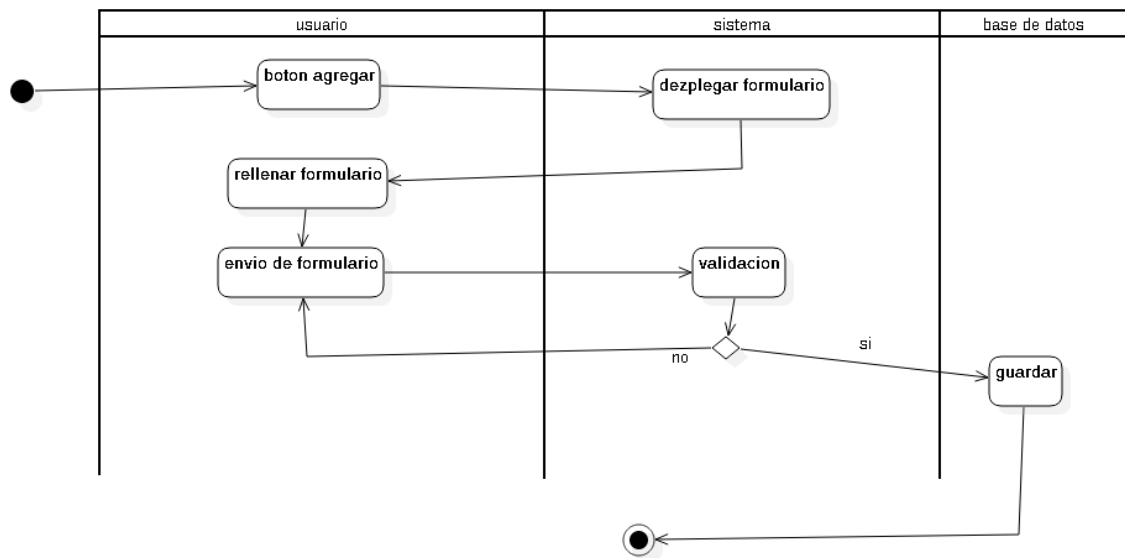 usuario
sistema
base de datos
boton agregar
dezplegar formulario
rellenar formulario
envio de formulario
validacion
no
si
guardar